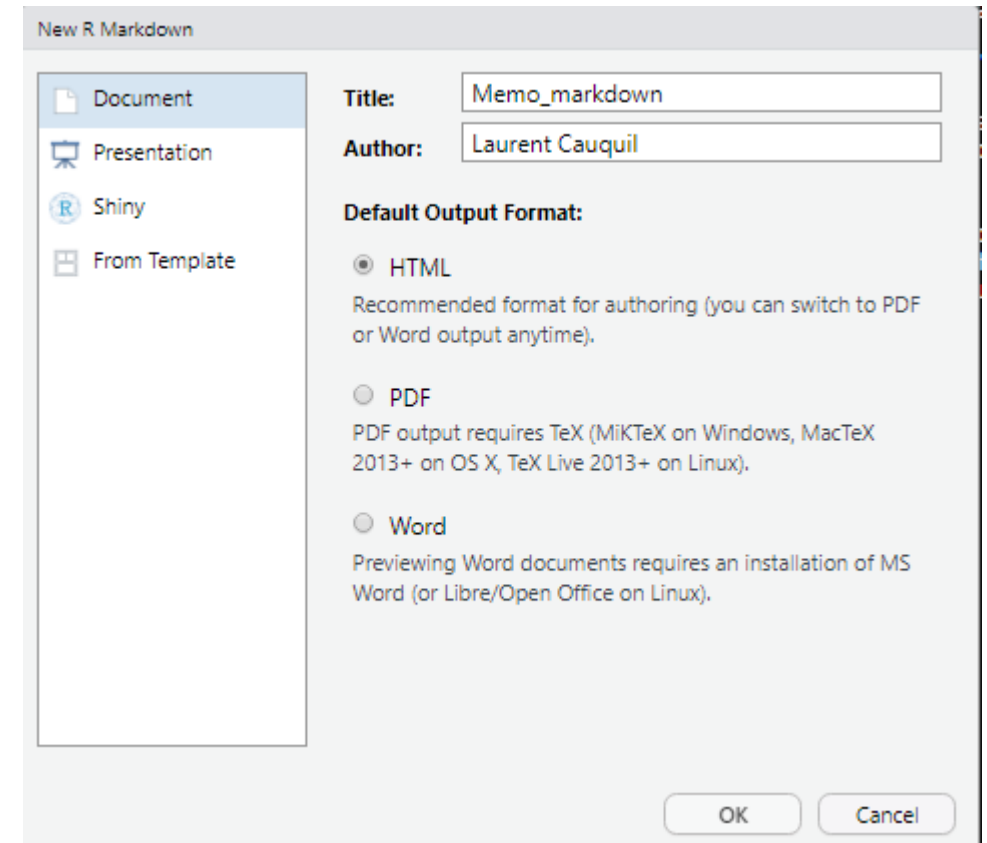 New R Markdown
Document
Presentation
R Shiny
From Template
Title: Memo_markdown
Author: Laurent Cauquil
Default Output Format:
HTML
Recommended format for authoring (you can switch to PDF
or Word output anytime).
PDF
PDF output requires TeX (MiKTeX on Windows, MacTeX
2013+ on OS X, TeX Live 2013+ on Linux).
Word
Previewing Word documents requires an installation of MS
Word (or Libre/Open Office on Linux).
OK Cancel